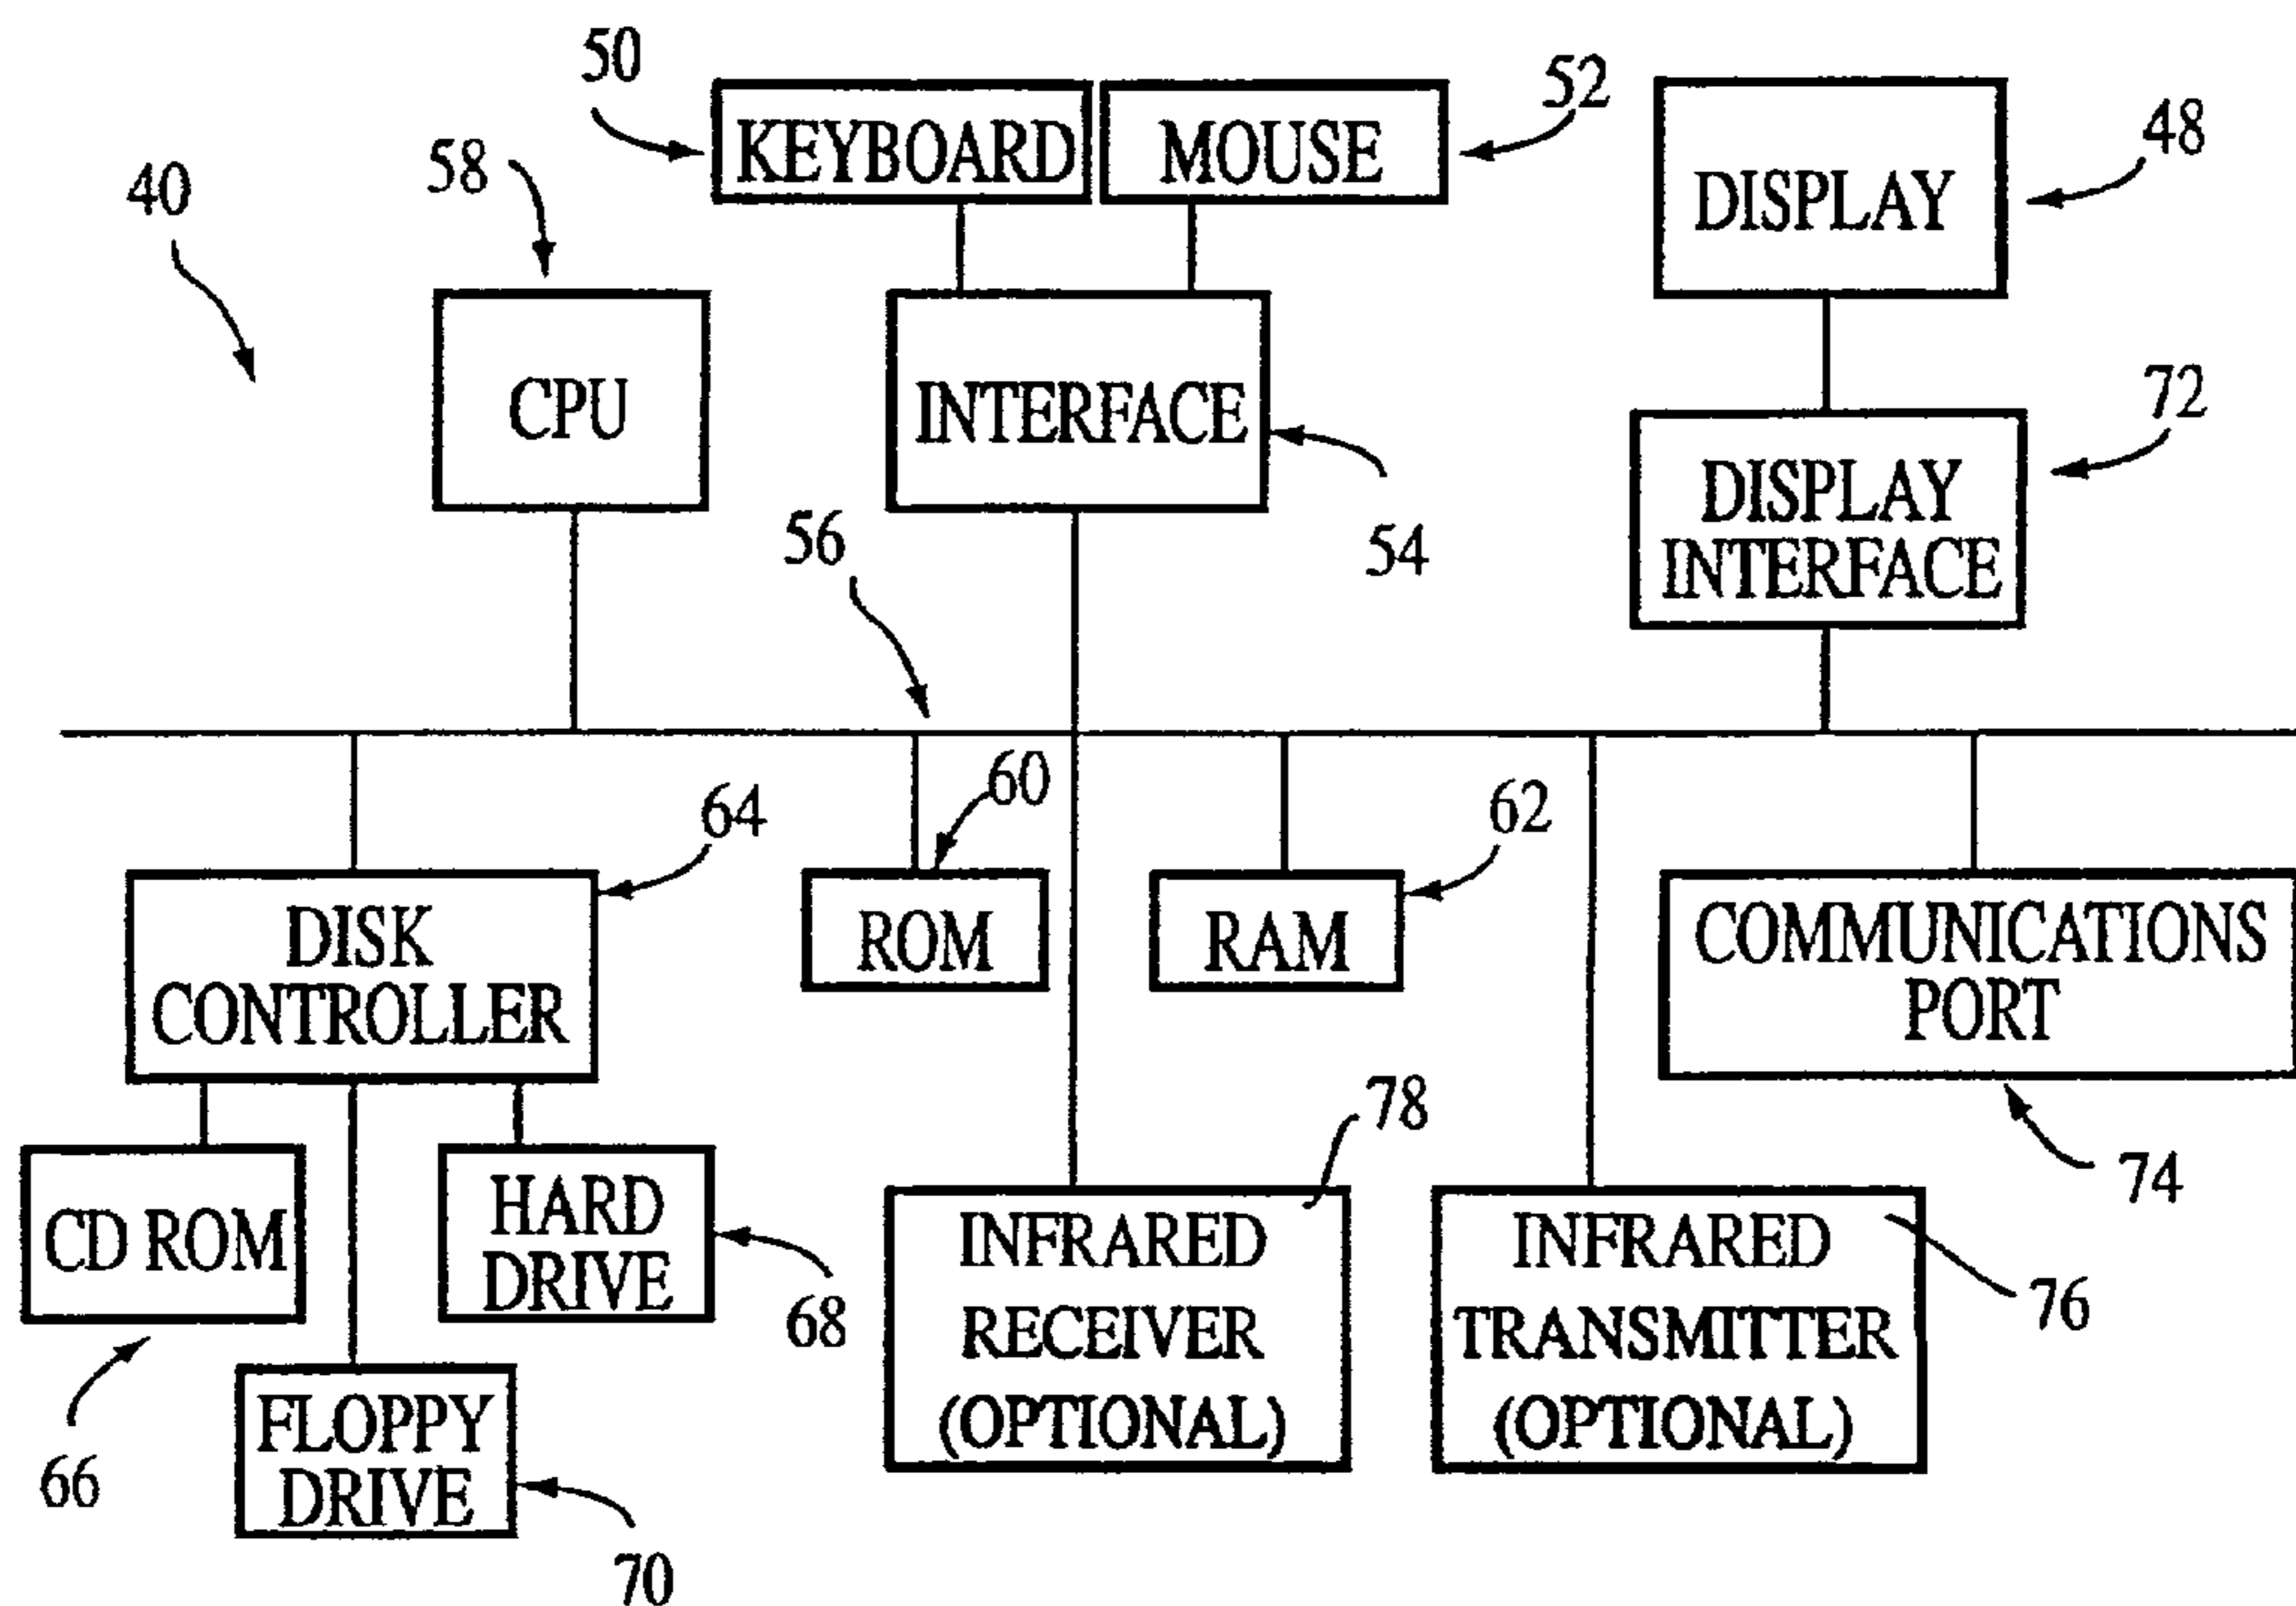 50
KEYBOARD
MOUSE
52
48
DISPLAY
58
40
CPU
INTERFACE
72
DISPLAY
INTERFACE
56
54
64
60
62
DISK
CONTROLLER
ROM
RAM
COMMUNICATIONS
PORT
78
74
CD ROM
HARD
DRIVE
68
INFRARED
RECEIVER
(OPTIONAL)
INFRARED
TRANSMITTER
(OPTIONAL)
76
66
FLOPPY
DRIVE
70